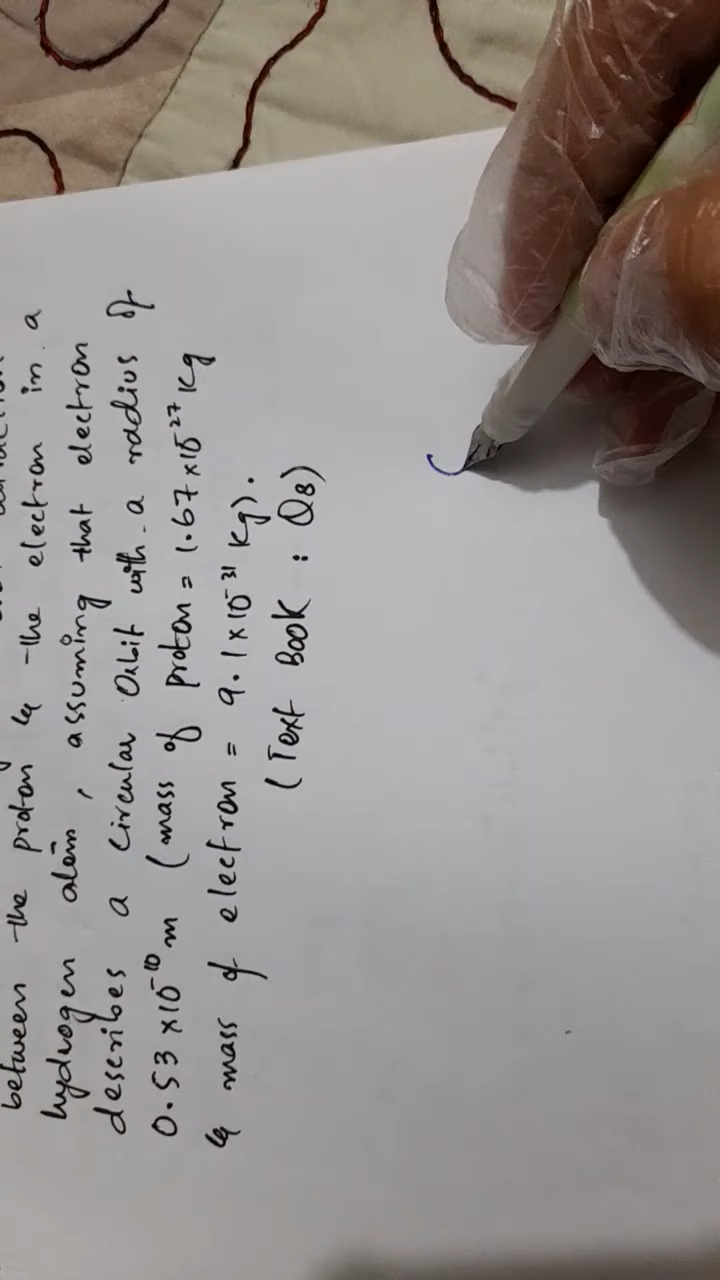 between the proton & the electron in a
hydrogen atom, assuming that electron
describes a circular Orbit with a radius of
0.53 × 10⁻¹⁰ m (mass of proton = 1.67 × 10⁻²⁷ Kg
& mass of electron = 9.1 × 10⁻³¹ Kg).
(Text Book : Q8)